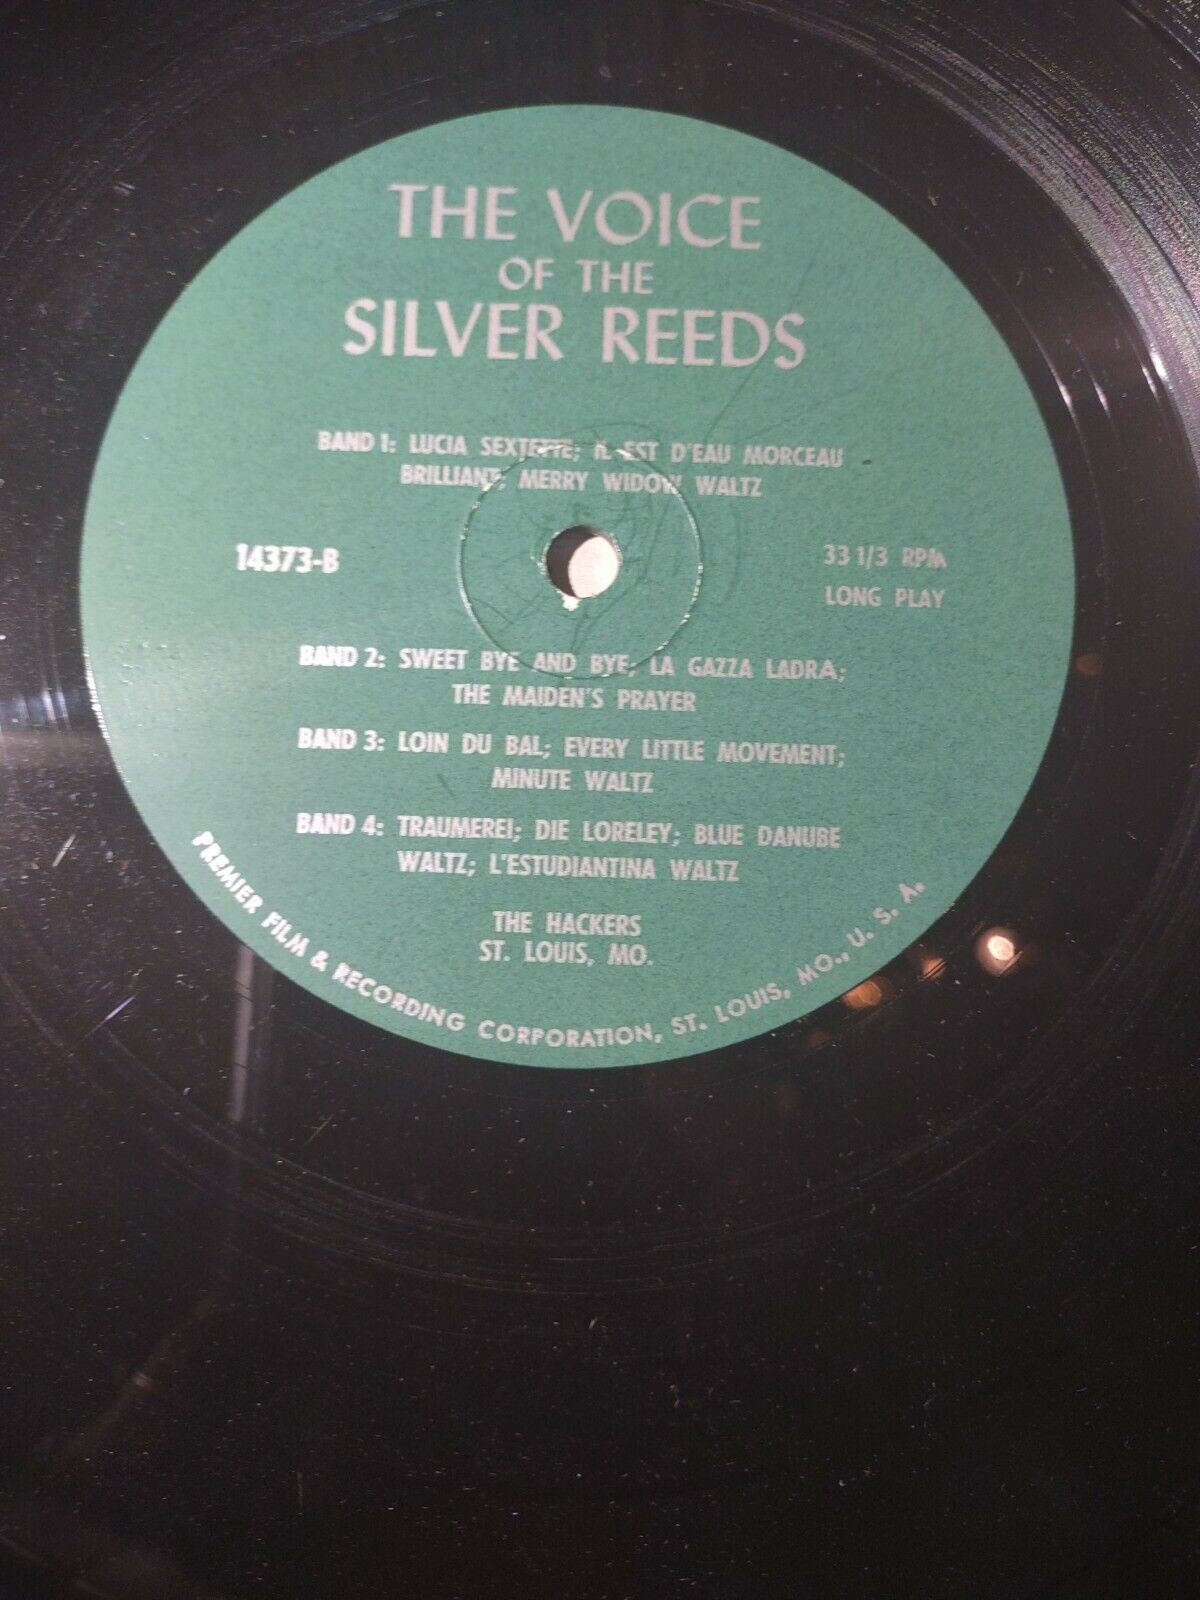 THE VOICE
OF THE
SILVER REEDS
BAND 1: LUCIA SEXTETTE; IL EST D'EAU MORCEAU
BRILLIANT; MERRY WIDOW WALTZ
14373-B
33 1/3 RPM
LONG PLAY
BAND 2: SWEET BYE AND BYE; LA GAZZA LADRA;
THE MAIDEN'S PRAYER
BAND 3: LOIN DU BAL; EVERY LITTLE MOVEMENT;
MINUTE WALTZ
BAND 4: TRAUMEREI; DIE LORELEY; BLUE DANUBE
WALTZ; L'ESTUDIANTINA WALTZ
THE HACKERS
ST. LOUIS, MO.
PREMIER FILM & RECORDING CORPORATION, ST. LOUIS, MO., U. S. A.